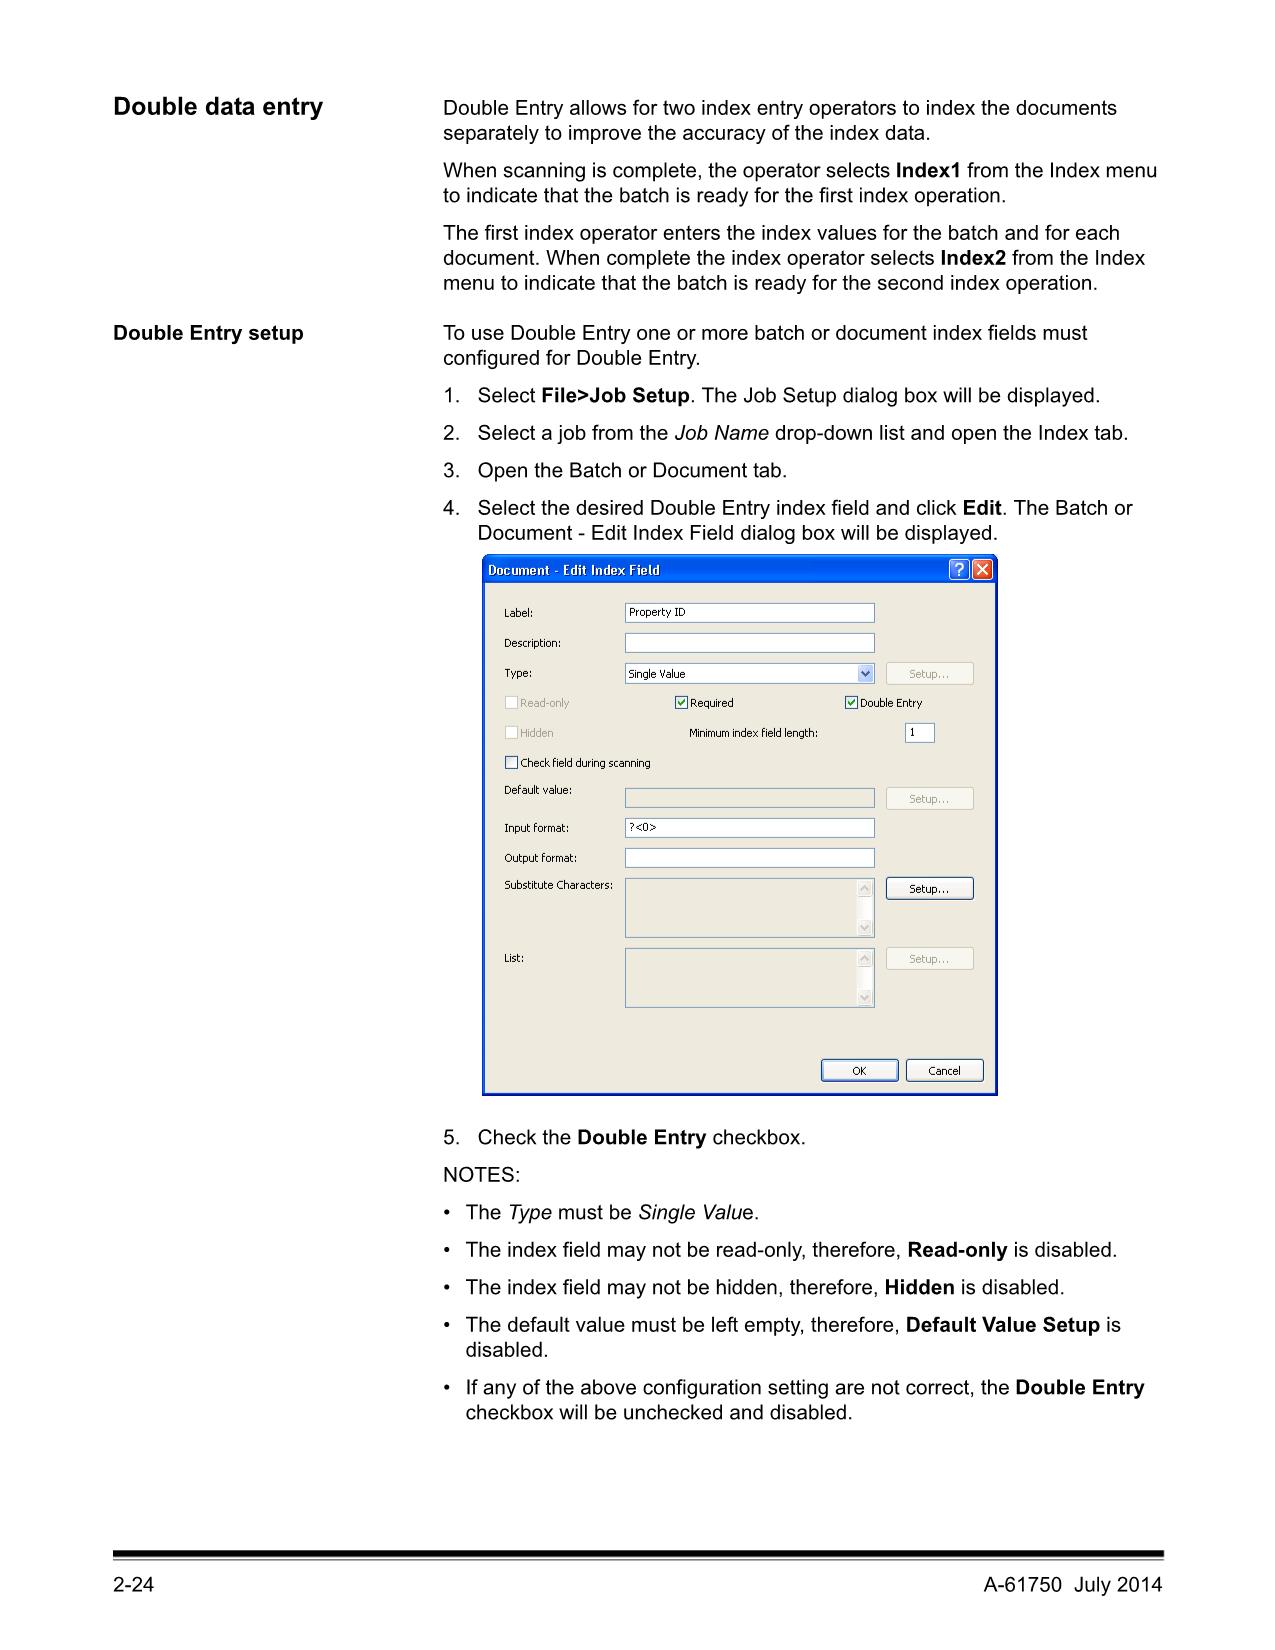 Double data entry
Double Entry allows for two index entry operators to index the documents
separately to improve the accuracy of the index data.
When scanning is complete, the operator selects Index1 from the Index menu
to indicate that the batch is ready for the first index operation.
The first index operator enters the index values for the batch and for each
document. When complete the index operator selects Index2 from the Index
menu to indicate that the batch is ready for the second index operation.
Double Entry setup
To use Double Entry one or more batch or document index fields must
configured for Double Entry.
1. Select File>Job Setup. The Job Setup dialog box will be displayed.
2. Select a job from the Job Name drop-down list and open the Index tab.
3. Open the Batch or Document tab.
4. Select the desired Double Entry index field and click Edit. The Batch or
Document - Edit Index Field dialog box will be displayed.
Document - Edit Index Field
Label: Property ID
Description:
Type: Single Value Setup...
Read-only Required Double Entry
Hidden Minimum index field length: 1
Check field during scanning
Default value: Setup...
Input format: ?<0>
Output format:
Substitute Characters: Setup...
List: Setup...
OK Cancel
5. Check the Double Entry checkbox.
NOTES:
• The Type must be Single Value.
• The index field may not be read-only, therefore, Read-only is disabled.
• The index field may not be hidden, therefore, Hidden is disabled.
• The default value must be left empty, therefore, Default Value Setup is
disabled.
• If any of the above configuration setting are not correct, the Double Entry
checkbox will be unchecked and disabled.
2-24 A-61750 July 2014